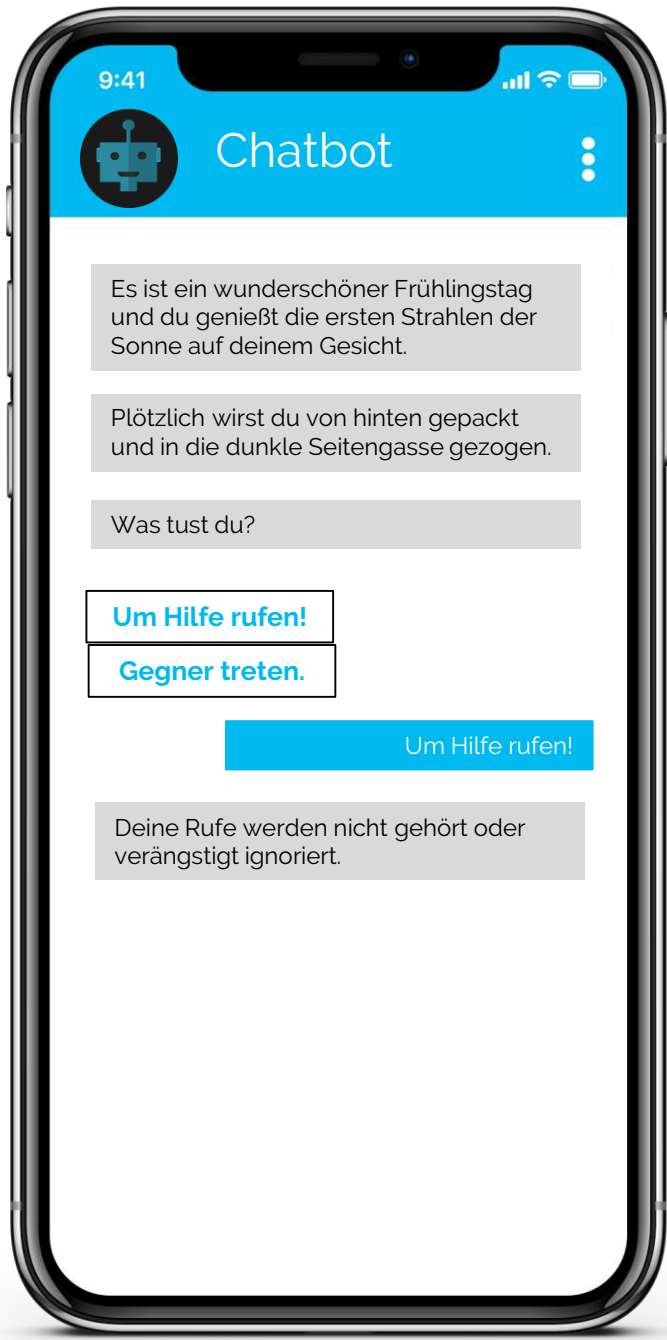 9:41
Chatbot
Es ist ein wunderschöner Frühlingstag
und du genießt die ersten Strahlen der
Sonne auf deinem Gesicht.
Plötzlich wirst du von hinten gepackt
und in die dunkle Seitengasse gezogen.
Was tust du?
Um Hilfe rufen!
Gegner treten.
Um Hilfe rufen!
Deine Rufe werden nicht gehört oder
verängstigt ignoriert.